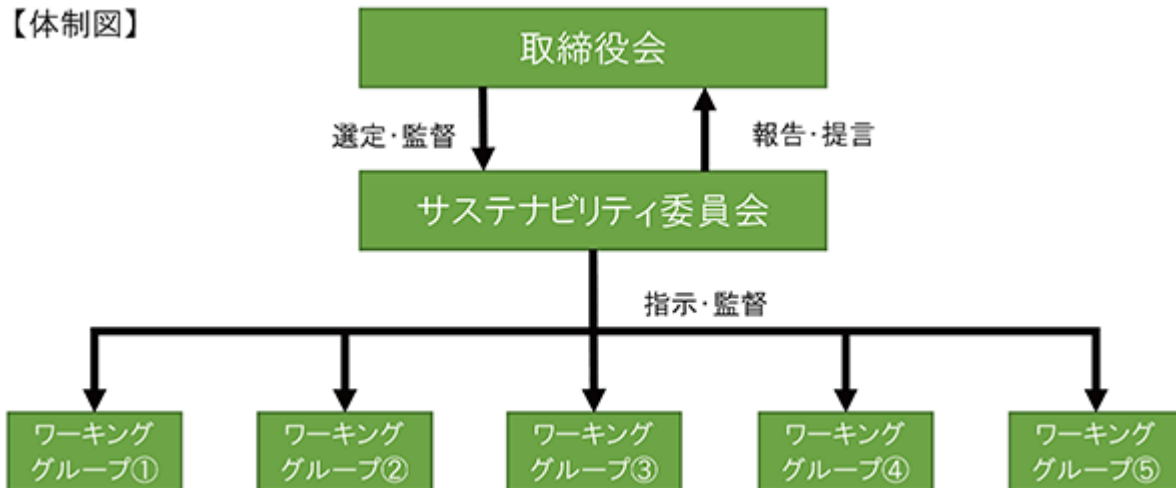 【体制図】
取締役会
選定・監督
報告・提言
サステナビリティ委員会
指示・監督
ワーキング
グループ①
ワーキング
グループ②
ワーキング
グループ③
ワーキング
グループ④
ワーキング
グループ⑤